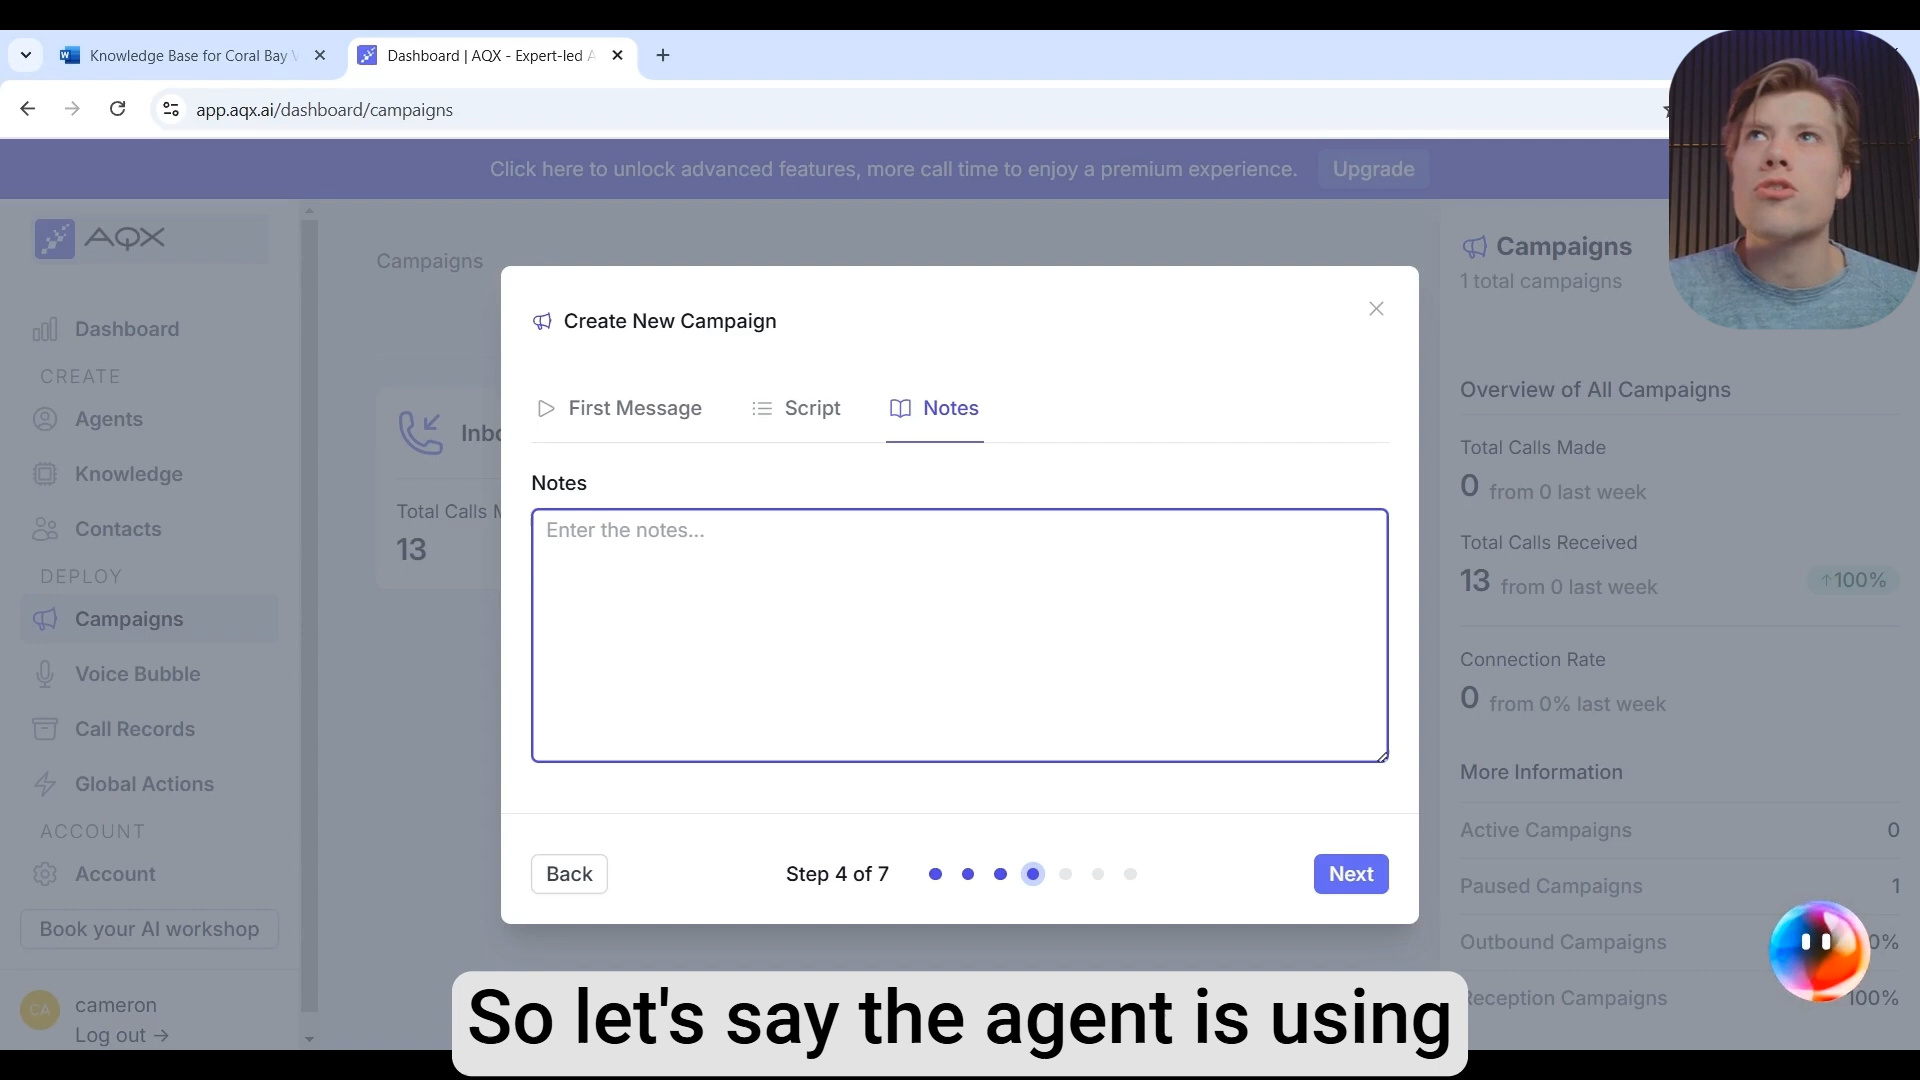 Knowledge Base for Coral Bay V
Dashboard | AQX - Expert-led A
app.aqx.ai/dashboard/campaigns
Click here to unlock advanced features, more call time to enjoy a premium experience.
Upgrade
AQX
Dashboard
CREATE
Agents
Knowledge
Contacts
DEPLOY
Campaigns
Voice Bubble
Call Records
Global Actions
ACCOUNT
Account
Book your AI workshop
CA
cameron
Log out →
Campaigns
Inbo
Total Calls M
13
Create New Campaign
First Message
Script
Notes
Notes
Enter the notes...
Back
Step 4 of 7
Next
Campaigns
1 total campaigns
Overview of All Campaigns
Total Calls Made
0 from 0 last week
Total Calls Received
13 from 0 last week
↑100%
Connection Rate
0 from 0% last week
More Information
Active Campaigns
0
Paused Campaigns
1
Outbound Campaigns
0%
Reception Campaigns
100%
So let's say the agent is using